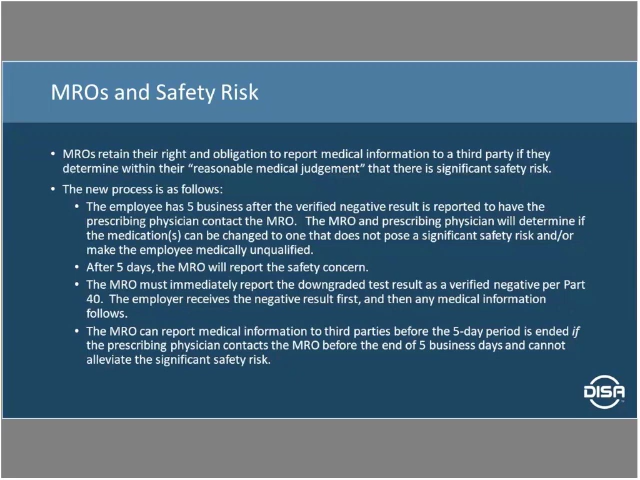 MROs and Safety Risk
• MROs retain their right and obligation to report medical information to a third party if they
determine within their “reasonable medical judgement” that there is significant safety risk.
• The new process is as follows:
• The employee has 5 business after the verified negative result is reported to have the
prescribing physician contact the MRO. The MRO and prescribing physician will determine if
the medication(s) can be changed to one that does not pose a significant safety risk and/or
make the employee medically unqualified.
• After 5 days, the MRO will report the safety concern.
• The MRO must immediately report the downgraded test result as a verified negative per Part
40. The employer receives the negative result first, and then any medical information
follows.
• The MRO can report medical information to third parties before the 5-day period is ended if
the prescribing physician contacts the MRO before the end of 5 business days and cannot
alleviate the significant safety risk.
DISA